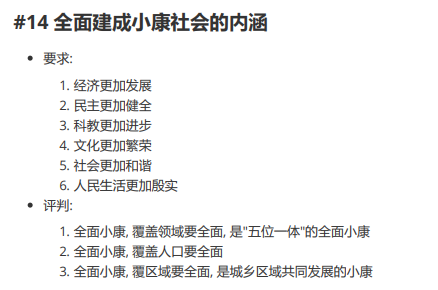 #14 全面建成小康社会的内涵
• 要求:
1. 经济更加发展
2. 民主更加健全
3. 科教更加进步
4. 文化更加繁荣
5. 社会更加和谐
6. 人民生活更加殷实
• 评判:
1. 全面小康, 覆盖领域要全面, 是"五位一体"的全面小康
2. 全面小康, 覆盖人口要全面
3. 全面小康, 覆区域要全面, 是城乡区域共同发展的小康